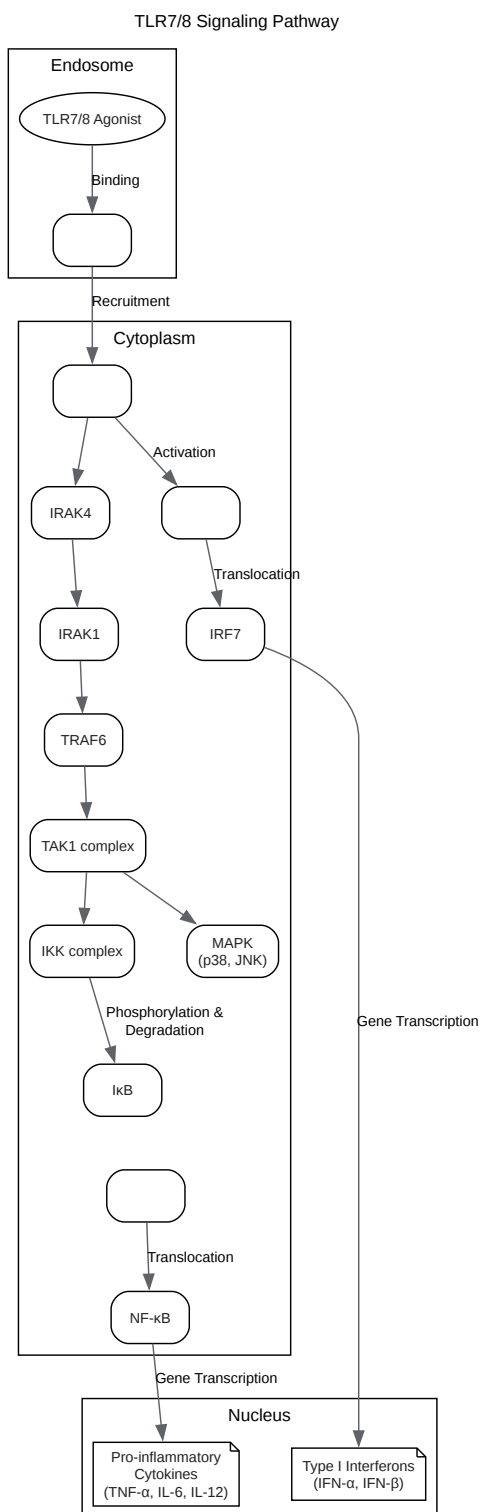 TLR7/8 Signaling Pathway
Endosome
TLR7/8 Agonist
Binding
Recruitment
Cytoplasm
Activation
IRAK4
Translocation
IRAK1
IRF7
TRAF6
TAK1 complex
IKK complex
MAPK
(p38, JNK)
Phosphorylation &
Degradation
Gene Transcription
IκB
Translocation
NF-κB
Gene Transcription
Nucleus
Pro-inflammatory
Cytokines
(TNF-α, IL-6, IL-12)
Type I Interferons
(IFN-α, IFN-β)